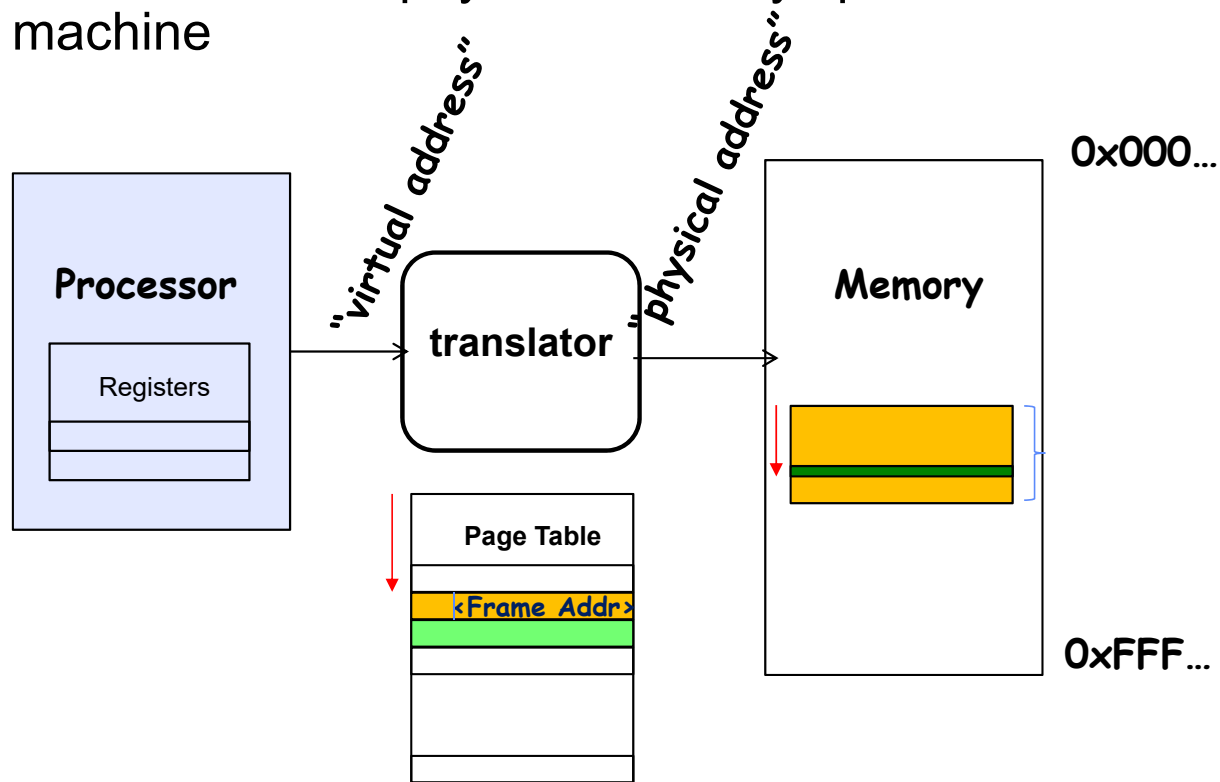 machine
"virtual address"
"physical address"
0x000...
Processor
Registers
translator
Memory
Page Table
<Frame Addr>
0xFFF...